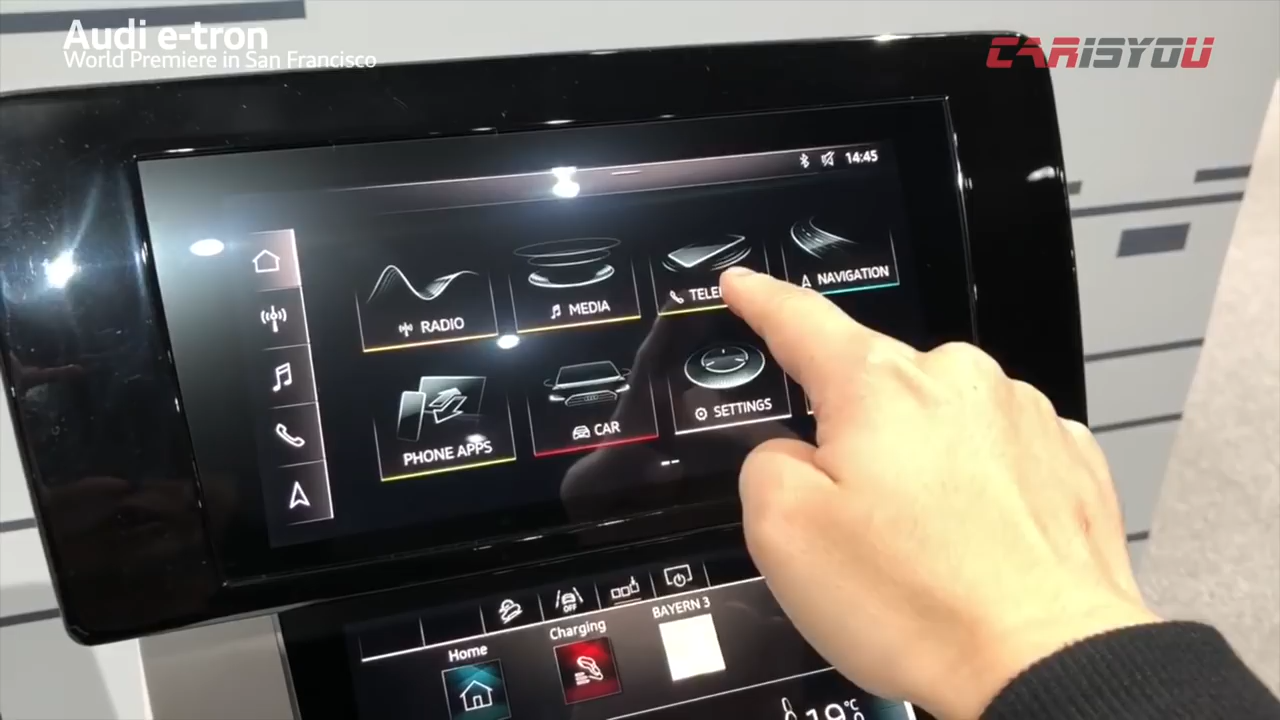 Audi e-tron
World Premiere in San Francisco
CARISYOU
14:45
RADIO
MEDIA
NAVIGATION
PHONE APPS
CAR
SETTINGS
OFF
Home
Charging
BAYERN 3
19°C